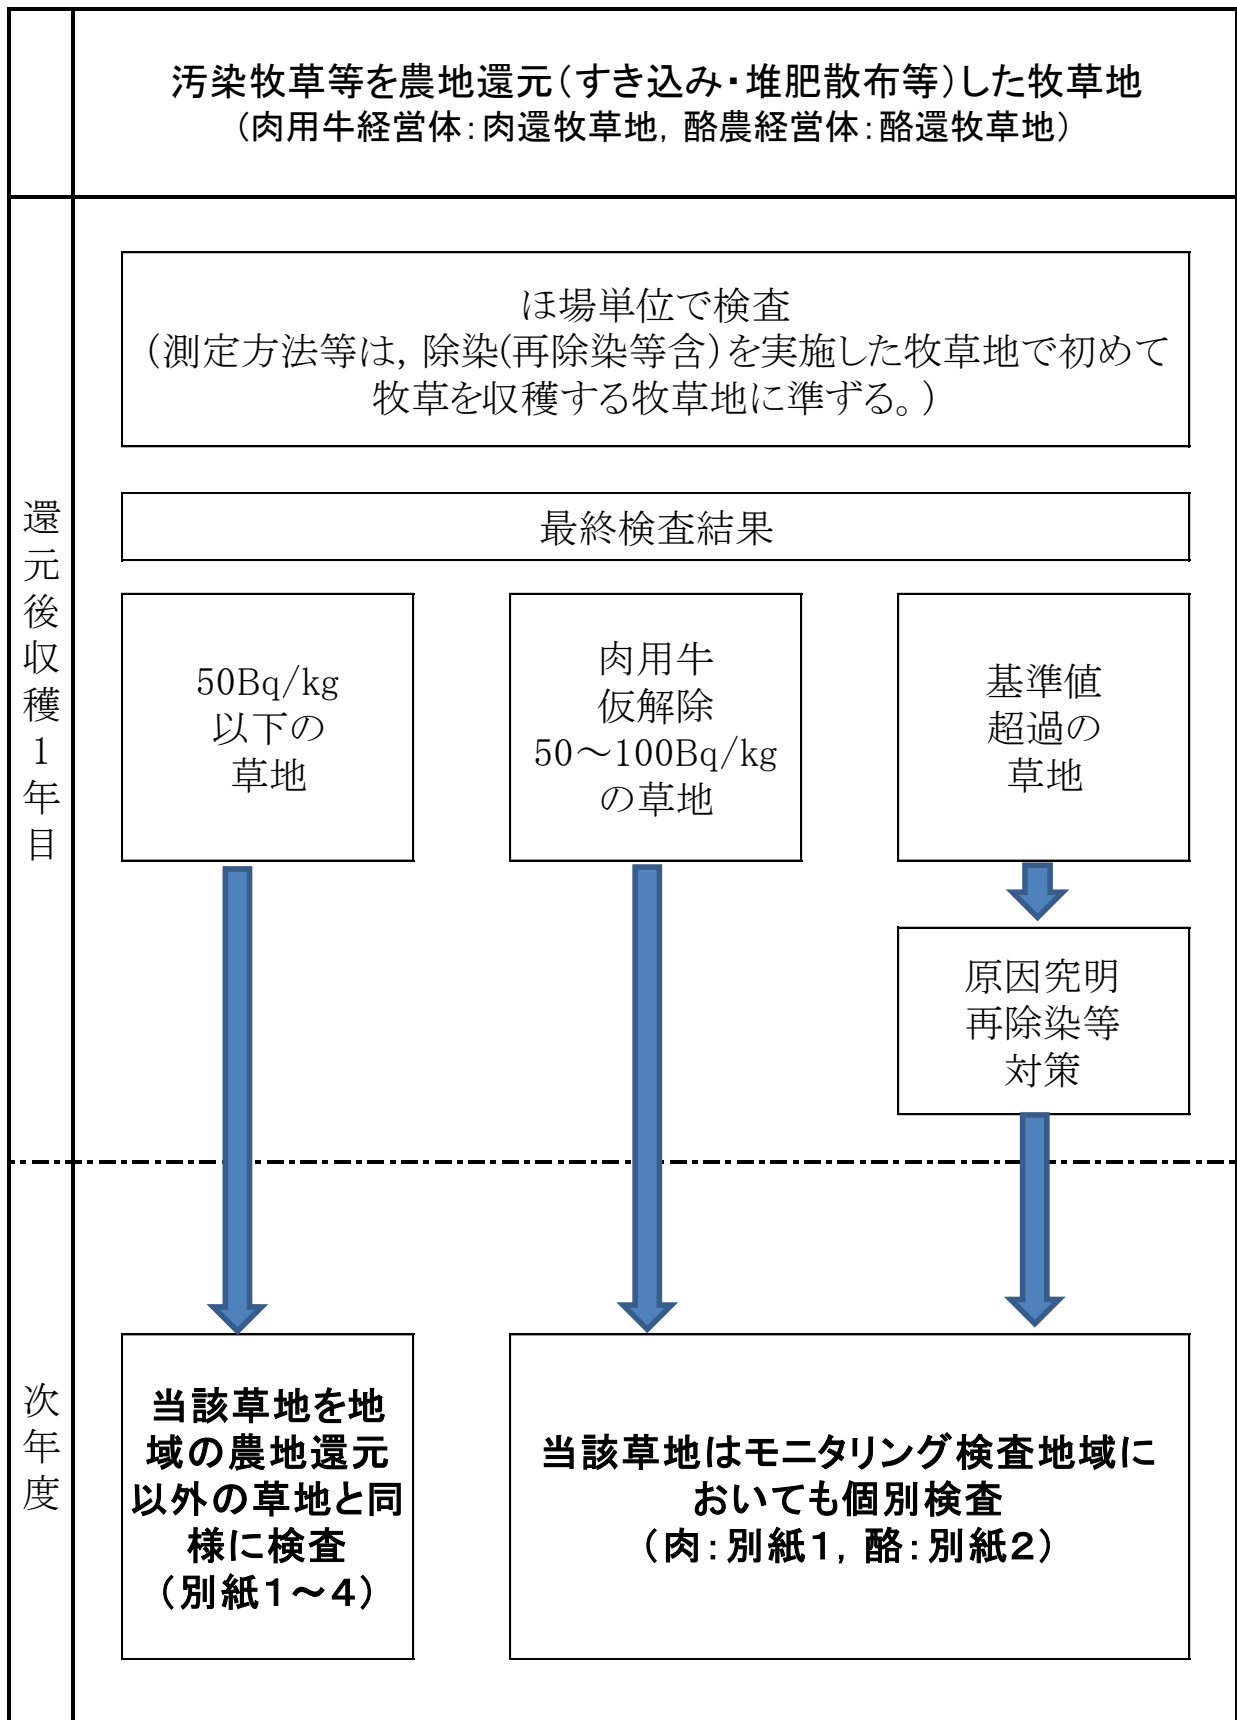 汚染牧草等を農地還元（すき込み・堆肥散布等）した牧草地
（肉用牛経営体：肉還牧草地，酪農経営体：酪還牧草地）
還元後収穫１年目
ほ場単位で検査
（測定方法等は，除染(再除染等含）を実施した牧草地で初めて
牧草を収穫する牧草地に準ずる。）
最終検査結果
50Bq/kg
以下の
草地
肉用牛
仮解除
50～100Bq/kg
の草地
基準値
超過の
草地
原因究明
再除染等
対策
次年度
当該草地を地
域の農地還元
以外の草地と同
様に検査
（別紙１～４）
当該草地はモニタリング検査地域に
おいても個別検査
（肉：別紙１，酪：別紙２）